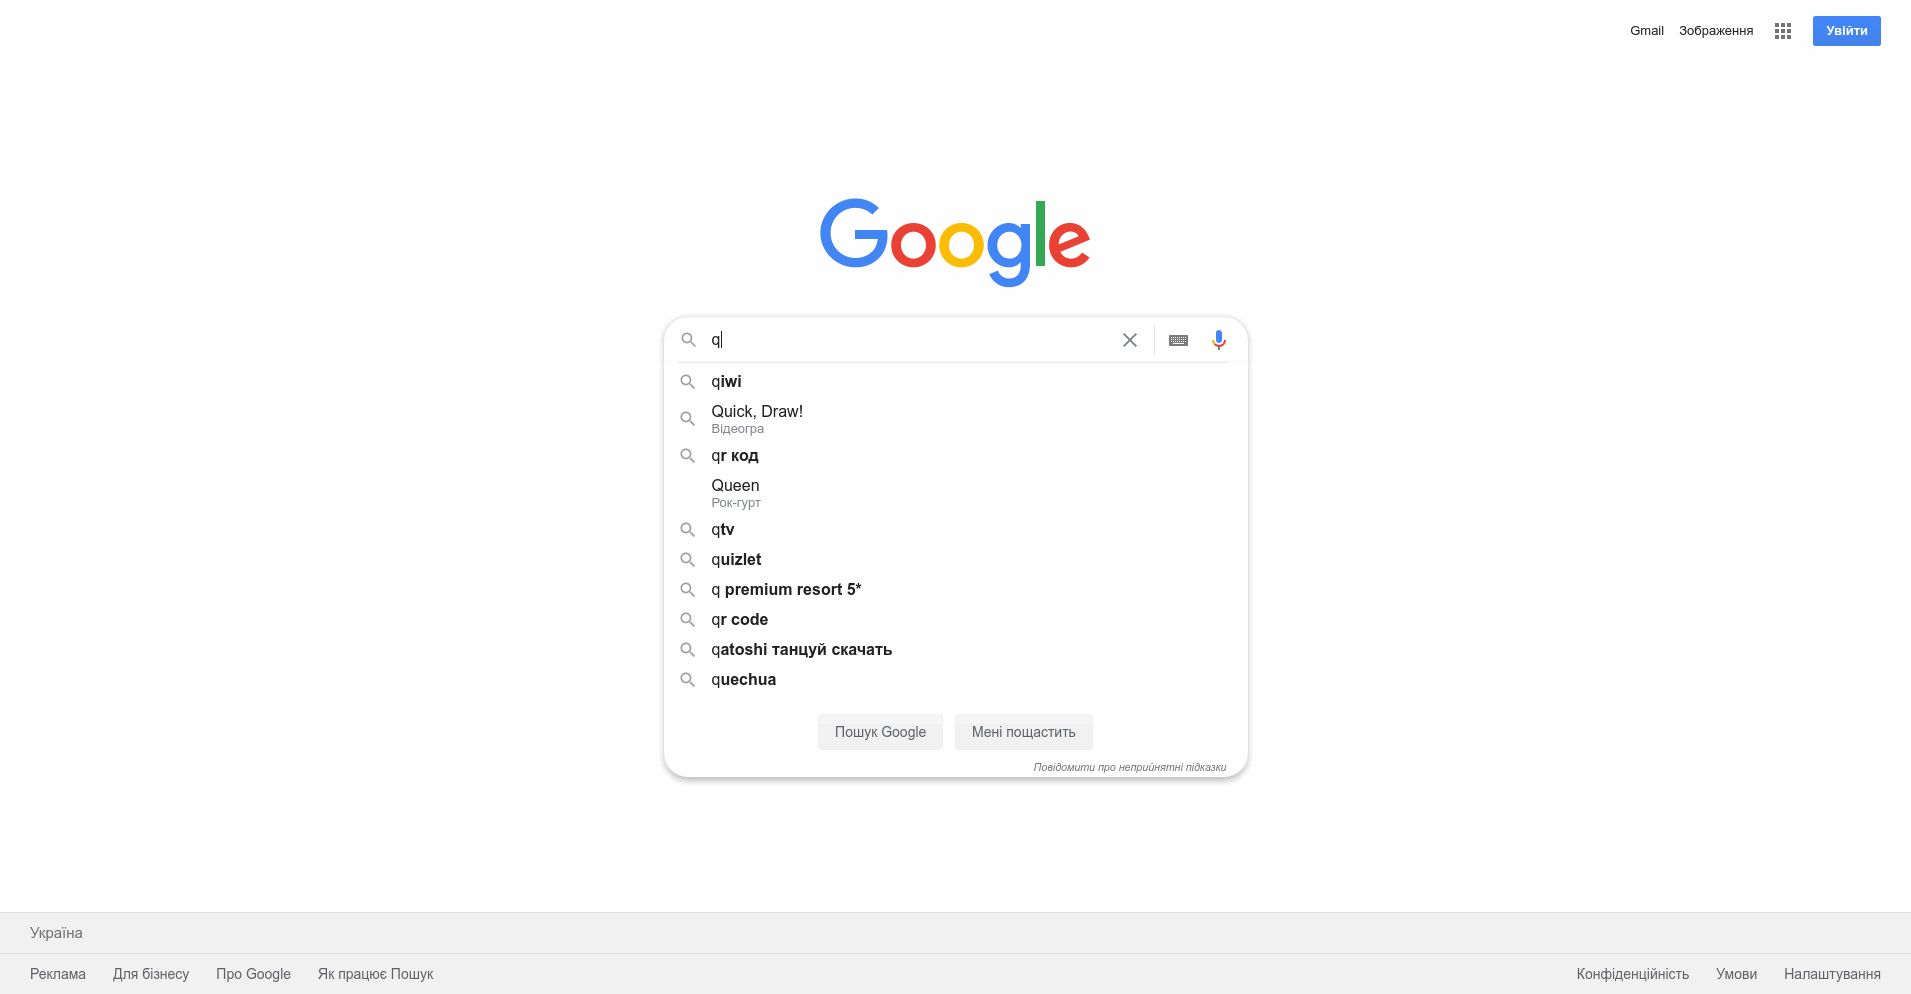 Gmail Зображення Увійти
Google
q
qiwi
Quick, Draw!
Відеогра
qr код
Queen
Рок-гурт
qtv
quizlet
q premium resort 5*
qr code
qatoshi танцуй скачать
quechua
Пошук Google Мені пощастить
Повідомити про неприйнятні підказки
Україна
Реклама Для бізнесу Про Google Як працює Пошук Конфіденційність Умови Налаштування